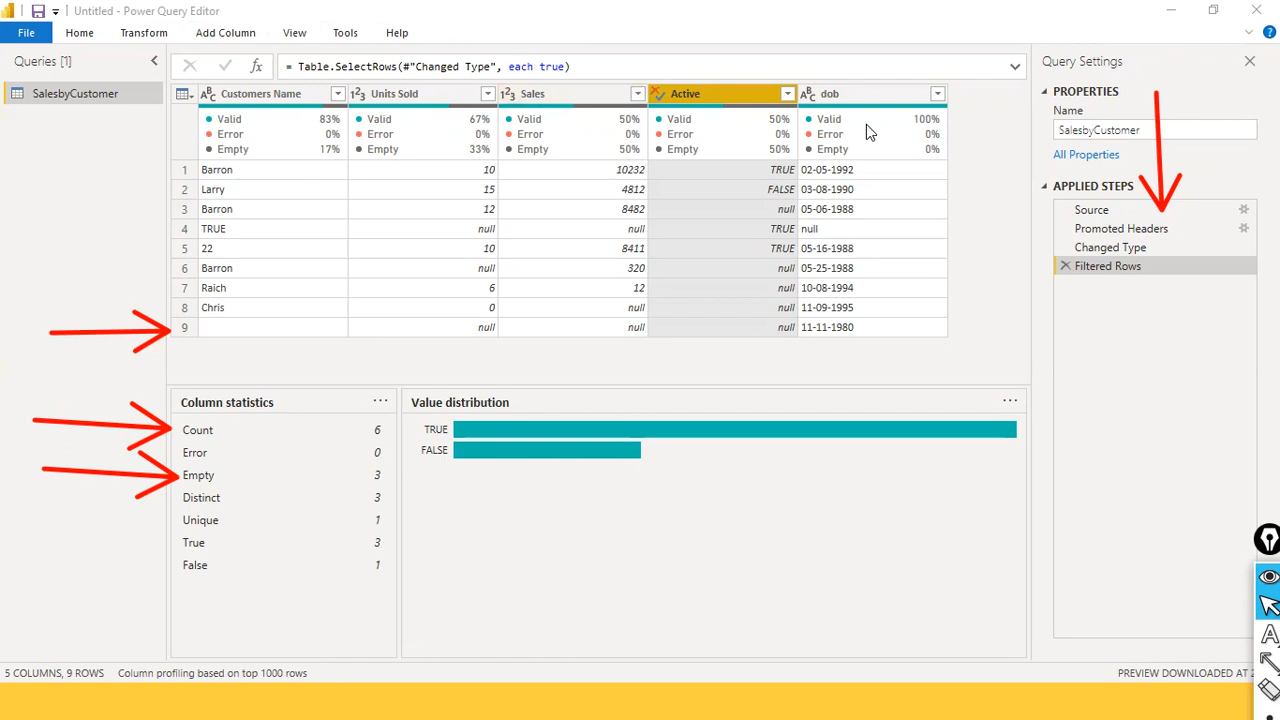 Untitled - Power Query Editor
File Home Transform Add Column View Tools Help
Queries [1]
SalesbyCustomer
= Table.SelectRows(#"Changed Type", each true)
Customers Name Units Sold Sales Active dob
Valid 83% Valid 67% Valid 50% Valid 50% Valid 100%
Error 0% Error 0% Error 0% Error 0% Error 0%
Empty 17% Empty 33% Empty 50% Empty 50% Empty 0%
1 Barron 10 10232 TRUE 02-05-1992
2 Larry 15 4812 FALSE 03-08-1990
3 Barron 12 8482 null 05-06-1988
4 TRUE null null TRUE null
5 22 10 8411 TRUE 05-16-1988
6 Barron null 320 null 05-25-1988
7 Raich 6 12 null 10-08-1994
8 Chris 0 null null 11-09-1995
9 null null null 11-11-1980
Column statistics
Count 6
Error 0
Empty 3
Distinct 3
Unique 1
True 3
False 1
Value distribution
TRUE
FALSE
Query Settings
PROPERTIES
Name
SalesbyCustomer
All Properties
APPLIED STEPS
Source
Promoted Headers
Changed Type
Filtered Rows
5 COLUMNS, 9 ROWS Column profiling based on top 1000 rows
PREVIEW DOWNLOADED AT